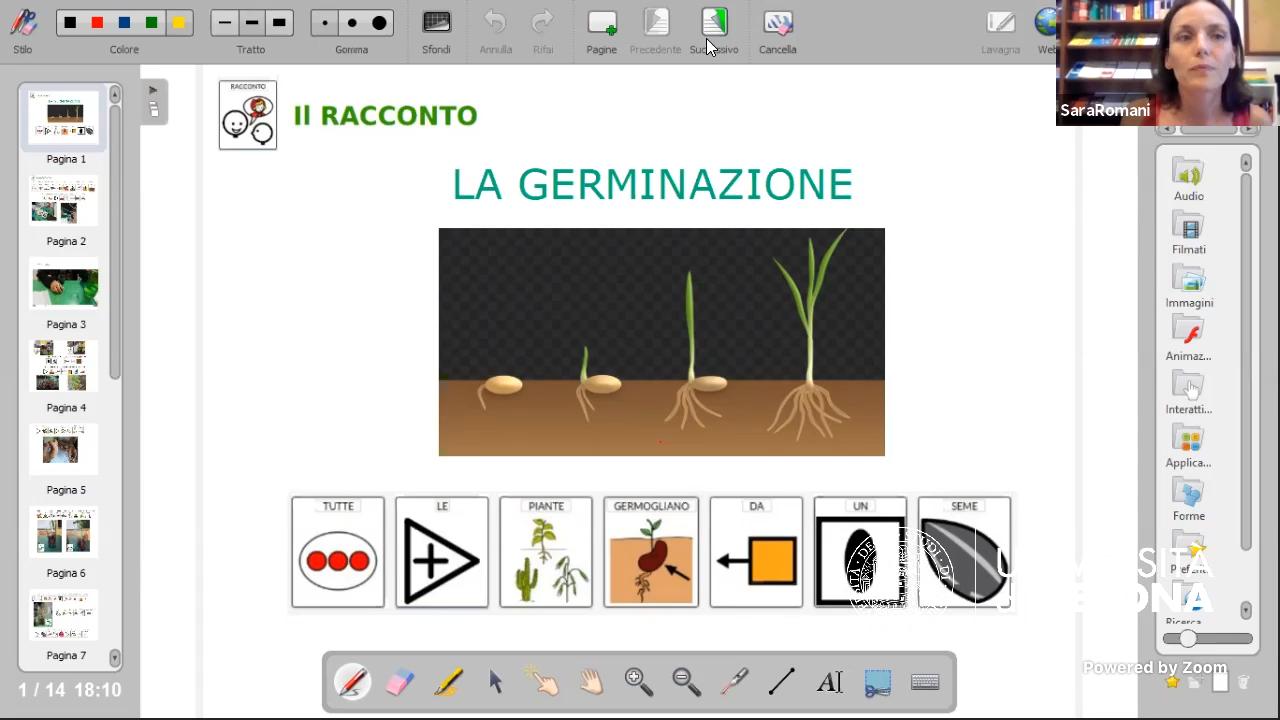 Stilo
Colore
Tratto
Gomma
Sfondi
Annulla
Rifai
Pagine
Precedente
Successivo
Cancella
Lavagna
Web
SaraRomani
RACCONTO
Il RACCONTO
LA GERMINAZIONE
TUTTE LE PIANTE GERMOGLIANO DA UN SEME
Pagina 1
Pagina 2
Pagina 3
Pagina 4
Pagina 5
Pagina 6
Pagina 7
1 / 14 18:10
Audio
Filmati
Immagini
Animaz...
Interatti...
Applica...
Forme
Ricerca
Powered by Zoom